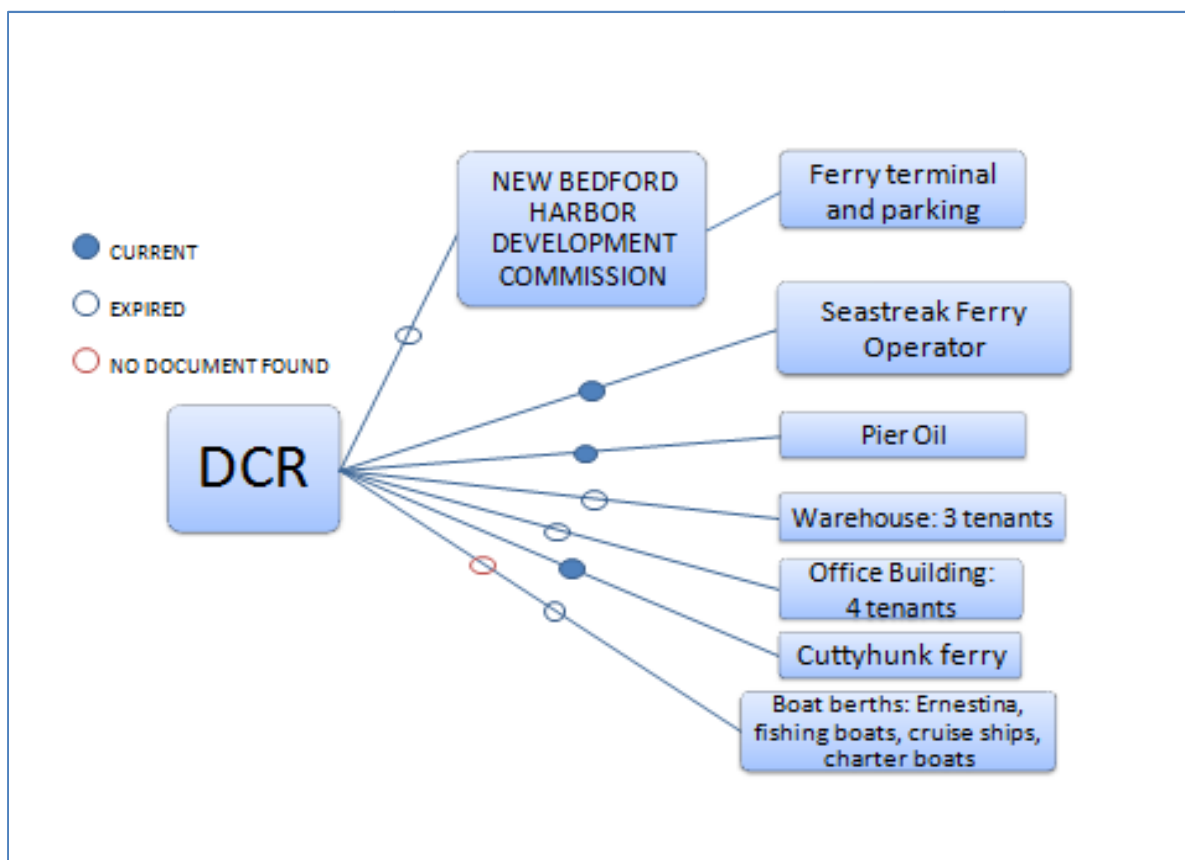 NEW BEDFORD
HARBOR
DEVELOPMENT
COMMISSION
Ferry terminal
and parking
CURRENT
EXPIRED
NO DOCUMENT FOUND
DCR
Seastreak Ferry
Operator
Pier Oil
Warehouse: 3 tenants
Office Building:
4 tenants
Cuttyhunk ferry
Boat berths: Ernestina,
fishing boats, cruise ships,
charter boats